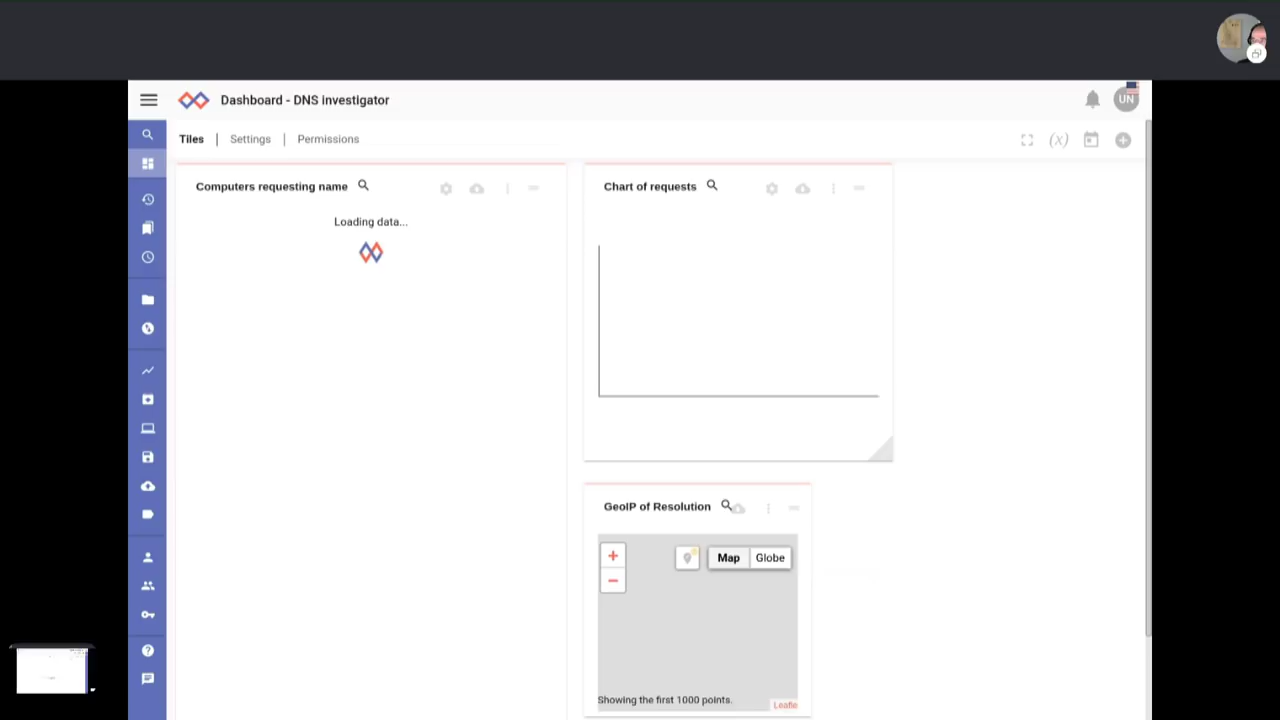 Dashboard - DNS investigator
UN
Tiles | Settings | Permissions
(x)
Computers requesting name
Loading data...
Chart of requests
GeoIP of Resolution
+
−
Map
Globe
Showing the first 1000 points.
Leafle